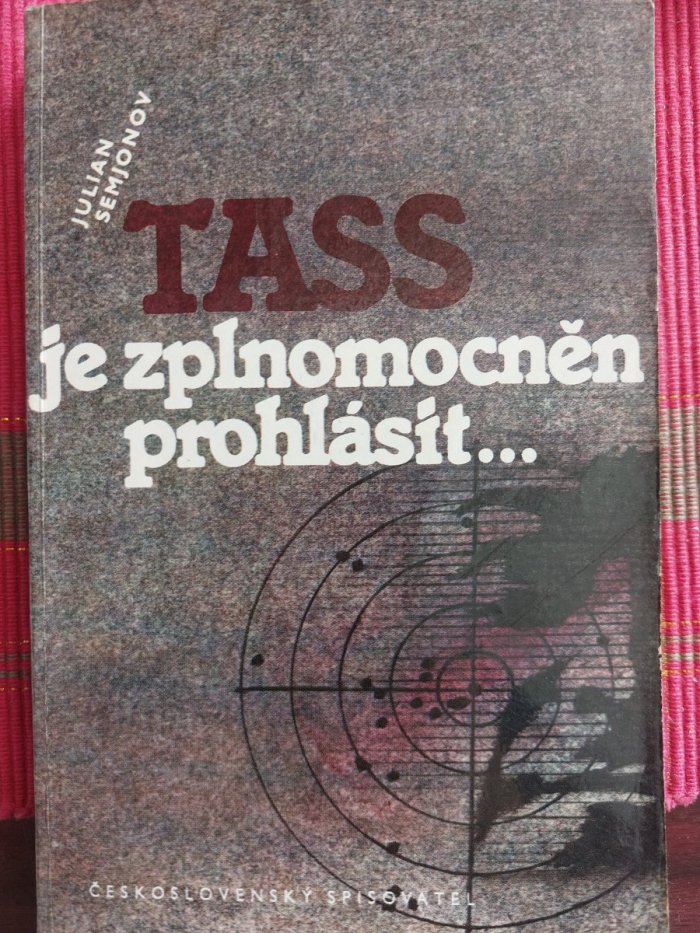 JULIAN
SEMJONOV
TASS
je zplnomocněn
prohlásit...
ČESKOSLOVENSKÝ SPISOVATEL